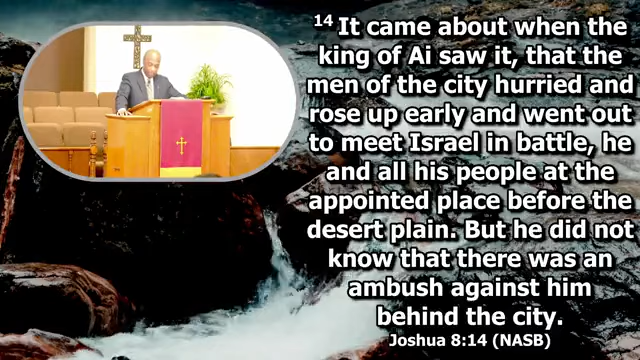 14 It came about when the
king of Ai saw it, that the
men of the city hurried and
rose up early and went out
to meet Israel in battle, he
and all his people at the
appointed place before the
desert plain. But he did not
know that there was an
ambush against him
behind the city.
Joshua 8:14 (NASB)